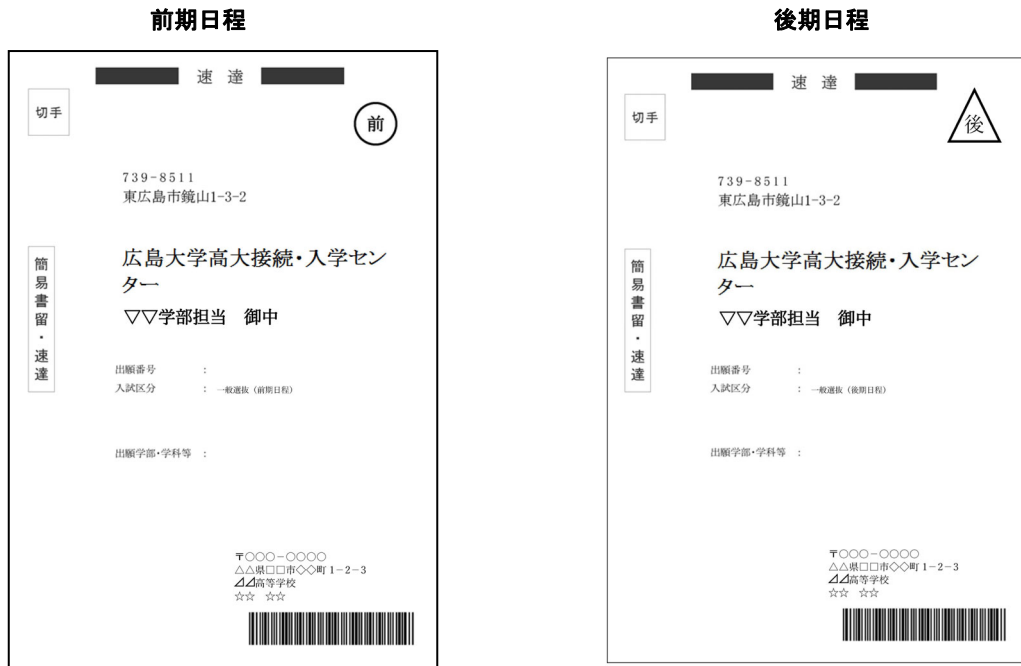 前期日程
速 達
切手
前
739-8511
東広島市鏡山1-3-2
簡易書留・速達
広島大学高大接続・入学セン
ター
▽▽学部担当　御中
出願番号　　　:
入試区分　　　:　一般選抜（前期日程）
出願学部・学科等　:
〒○○○-○○○○
△△県□□市◇◇町1-2-3
⊿⊿高等学校
☆☆　☆☆
後期日程
速 達
切手
後
739-8511
東広島市鏡山1-3-2
簡易書留・速達
広島大学高大接続・入学セン
ター
▽▽学部担当　御中
出願番号　　　:
入試区分　　　:　一般選抜（後期日程）
出願学部・学科等　:
〒○○○-○○○○
△△県□□市◇◇町1-2-3
⊿⊿高等学校
☆☆　☆☆